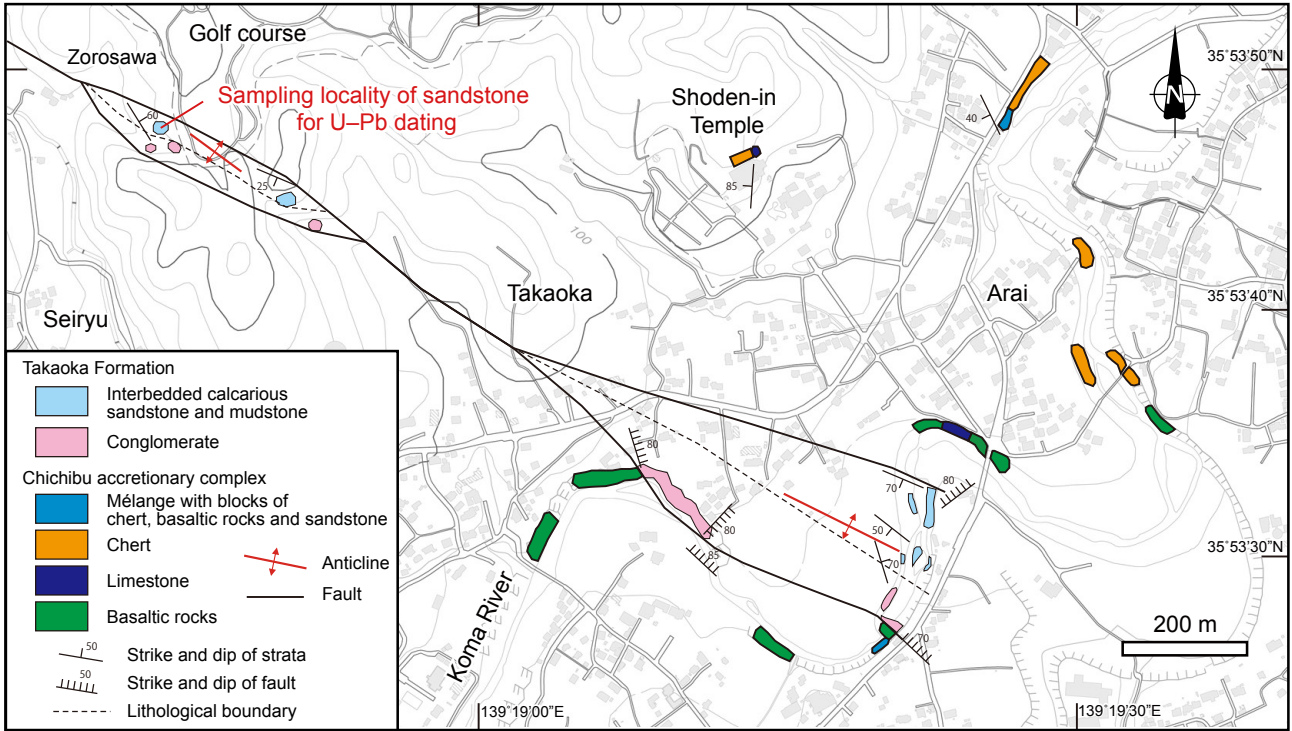 Golf course
Zorosawa
Sampling locality of sandstone
for U–Pb dating
60
25
Shoden-in
Temple
85
40
N
35˚53’50”N
100
Takaoka
Arai
35˚53’40”N
Seiryu
Takaoka Formation
Interbedded calcarious
sandstone and mudstone
Conglomerate
Chichibu accretionary complex
Mélange with blocks of
chert, basaltic rocks and sandstone
Chert
Limestone
Basaltic rocks
Anticline
Fault
50
Strike and dip of strata
50
Strike and dip of fault
Lithological boundary
80
80
85
70
80
50
70
70
35˚53’30”N
Koma River
200 m
139˚19’00”E
139˚19’30”E